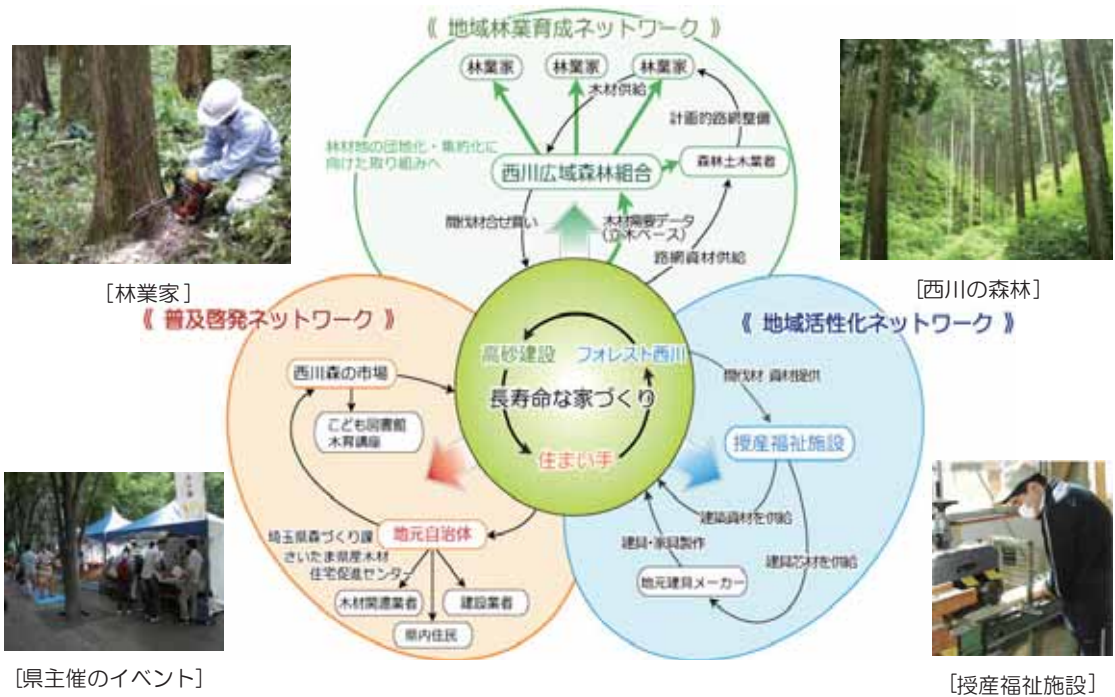 《 地域林業育成ネットワーク 》
林業家
林業家
林業家
木材供給
計画的路網整備
林材地の団地化・集約化に
向けた取り組みへ
西川広域森林組合
森林土木業者
間伐材合せ買い
木材需要データ
(立木ベース)
路網資材供給
[林業家]
[西川の森林]
《 普及啓発ネットワーク 》
《 地域活性化ネットワーク 》
高砂建設
フォレスト西川
長寿命な家づくり
住まい手
西川森の市場
こども図書館
木育講座
間伐材 資材提供
授産福祉施設
建築資材を供給
建具・家具製作
建具芯材を供給
地元建具メーカー
埼玉県森づくり課
さいたま県産木材
住宅促進センター
地元自治体
木材関連業者
建設業者
県内住民
[県主催のイベント]
[授産福祉施設]